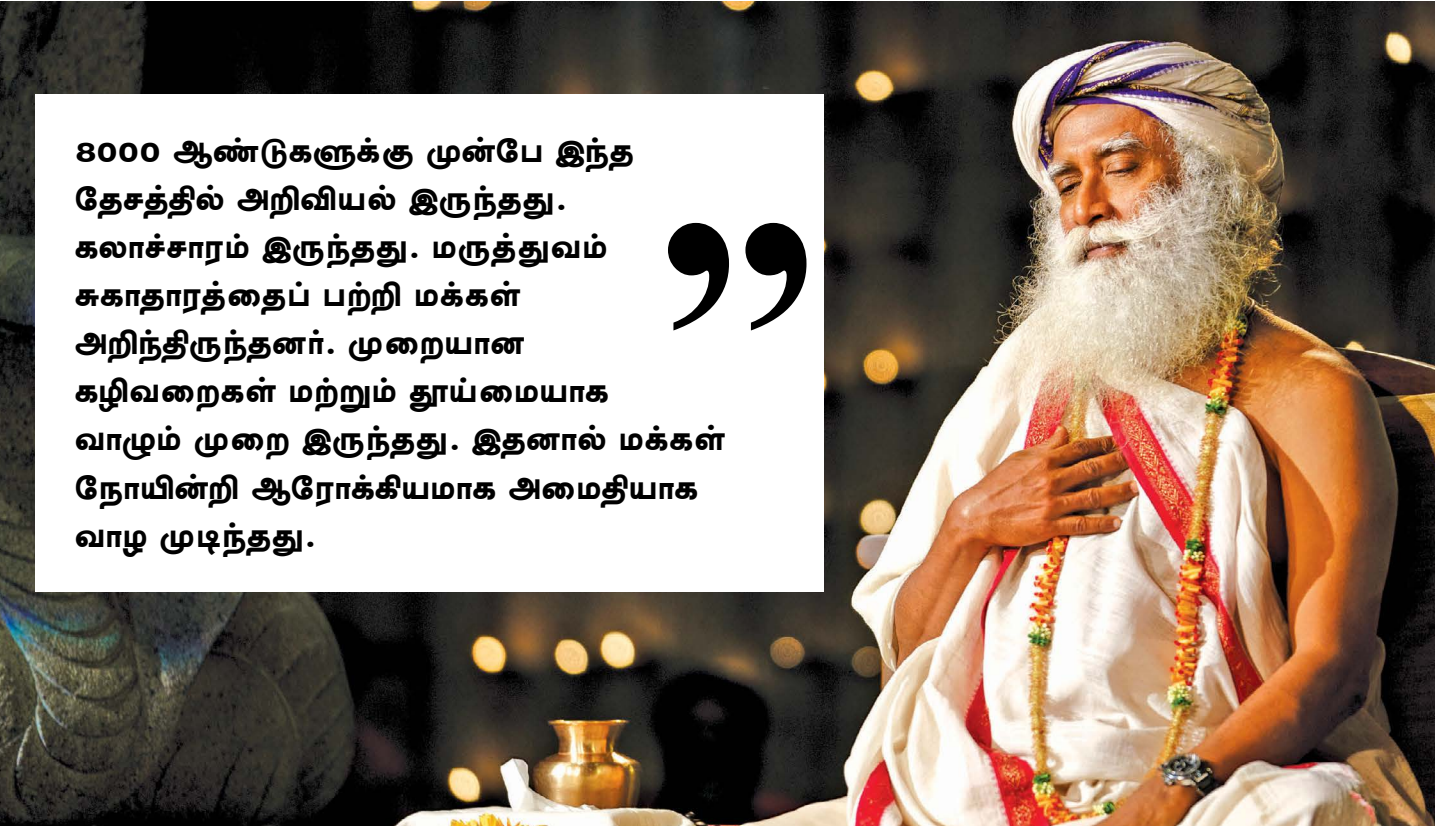 8000 ஆண்டுகளுக்கு முன்பே இந்த
தேசத்தில் அறிவியல் இருந்தது.
கலாச்சாரம் இருந்தது. மருத்துவம்
சுகாதாரத்தைப் பற்றி மக்கள்
அறிந்திருந்தனர். முறையான
கழிவறைகள் மற்றும் தூய்மையாக
வாழும் முறை இருந்தது. இதனால் மக்கள்
நோயின்றி ஆரோக்கியமாக அமைதியாக
வாழ முடிந்தது.
”